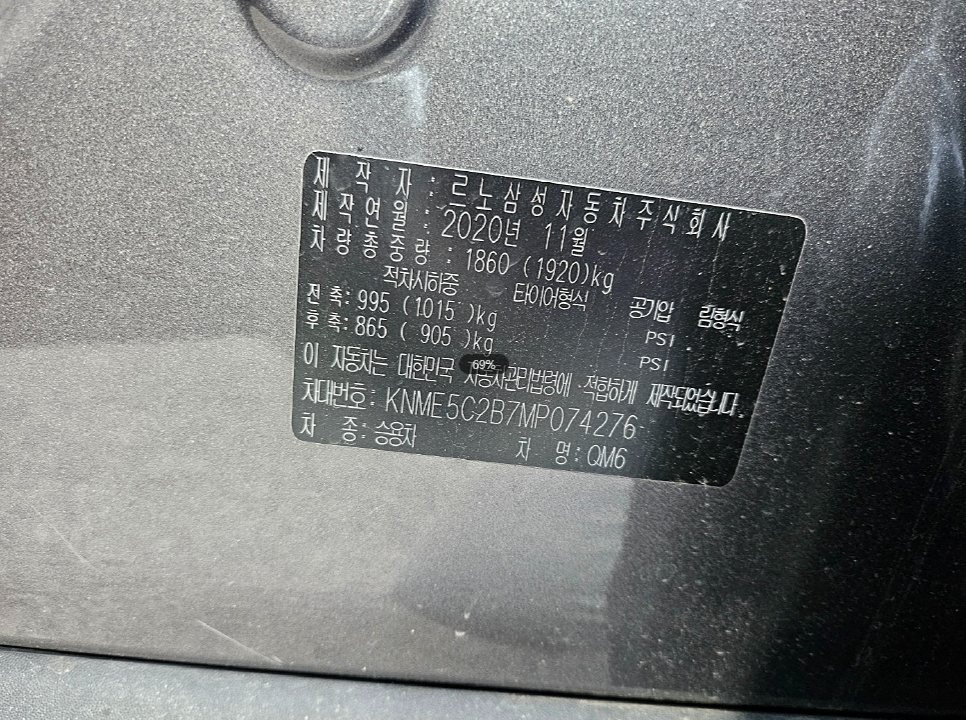 제 작 자 : 르노삼성자동차주식회사
제작연월 : 2020년 11월
차량총중량 : 1860 (1920)kg
적차시하중 타이어형식 공기압 림형식
전 축 : 995 (1015 )kg PSI
후 축 : 865 ( 905 )kg PSI
69%
이 자동차는 대한민국 자동차관리법령에 적합하게 제작되었습니다.
차대번호 : KNME5C2B7MP074276
차 종 : 승용차 차 명 : QM6